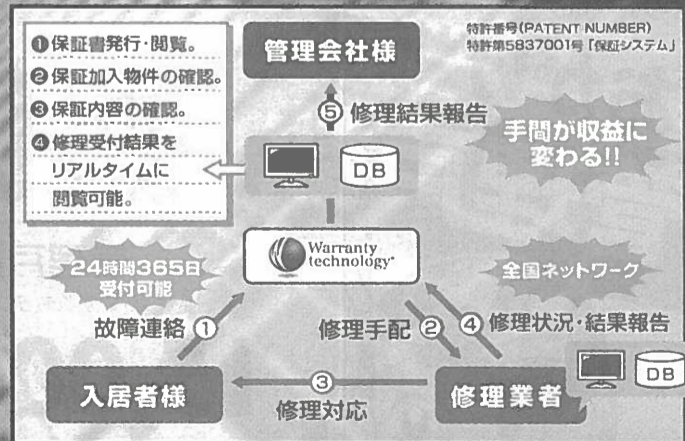 ❶保証書発行・閲覧。
❷保証加入物件の確認。
❸保証内容の確認。
❹修理受付結果を
リアルタイムに
閲覧可能。
管理会社様
特許番号(PATENT NUMBER)
特許第5837001号「保証システム」
⑤修理結果報告
手間が収益に
変わる!!
DB
Warranty
technology
24時間365日
受付可能
全国ネットワーク
故障連絡①
修理手配②
④修理状況・結果報告
入居者様
③
修理対応
修理業者
DB